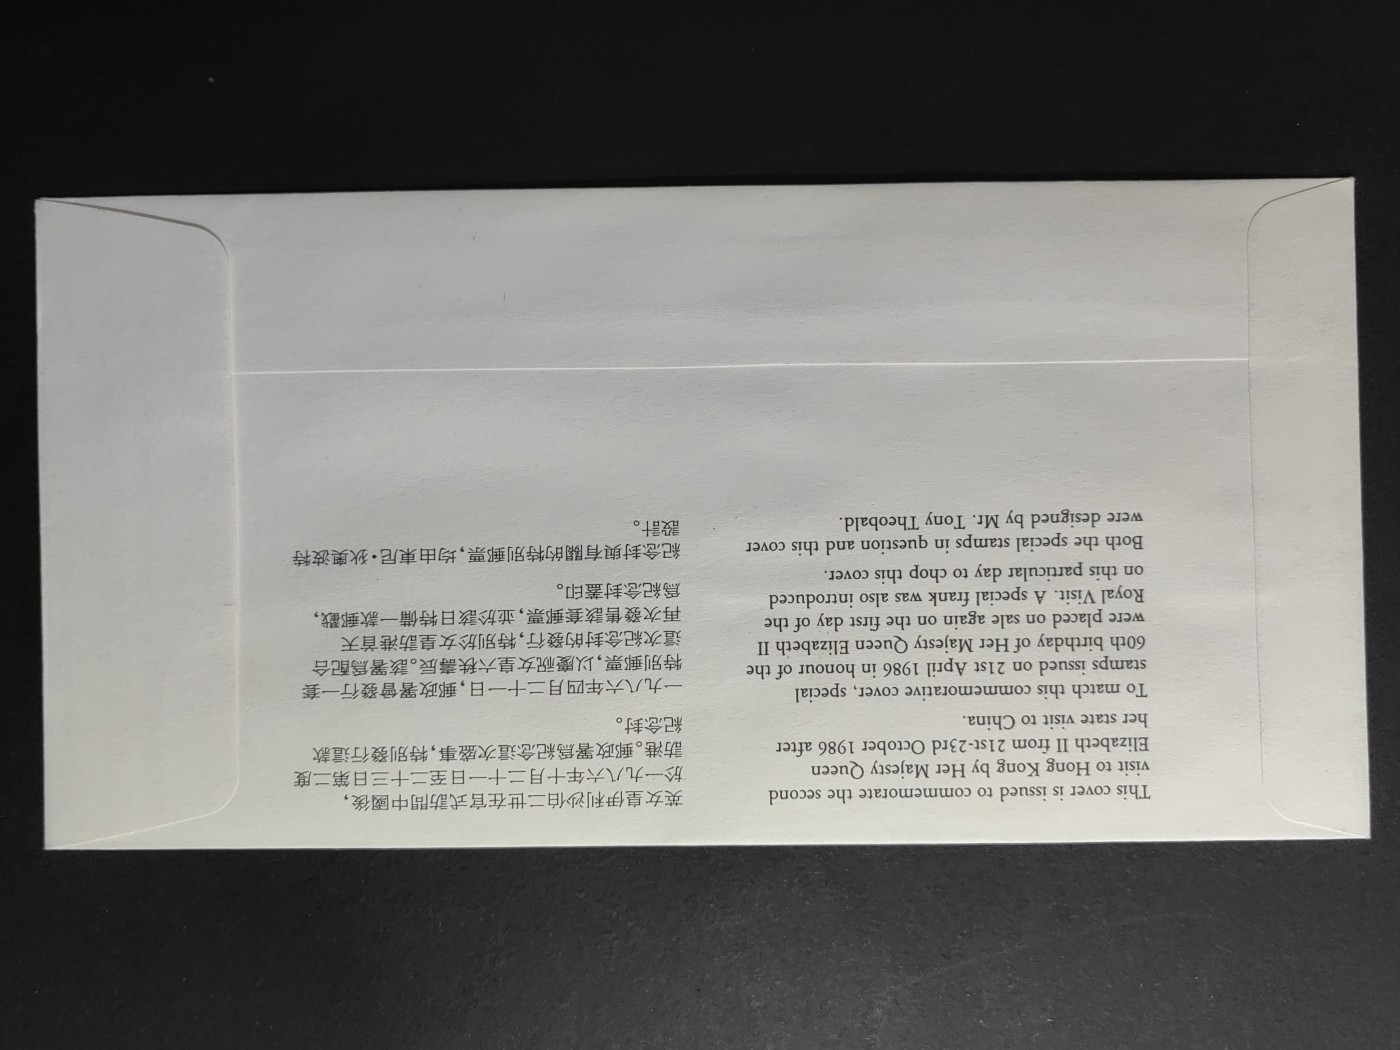 This cover is issued to commemorate the second
visit to Hong Kong by Her Majesty Queen
Elizabeth II from 21st-23rd October 1986 after
her state visit to China.
To match this commemorative cover, special
stamps issued on 21st April 1986 in honour of the
60th birthday of Her Majesty Queen Elizabeth II
were placed on sale again on the first day of the
Royal Visit. A special frank was also introduced
on this particular day to chop this cover.
Both the special stamps in question and this cover
were designed by Mr. Tony Theobald.
英女皇伊利沙伯二世在官式訪問中國後，
於一九八六年十月二十一日至二十三日第二度
訪港。郵政署爲紀念這次盛事，特別發行這款
紀念封。
一九八六年四月二十一日，郵政署曾發行一套
特別郵票，以慶祝女皇六秩壽辰。該署爲配合
這次紀念封的發行，特別於女皇訪港首天
再次發售該套郵票，並於該日特備一款郵戳，
爲紀念封蓋印。
紀念封與有關的特別郵票，均由東尼·狄奧波特
設計。